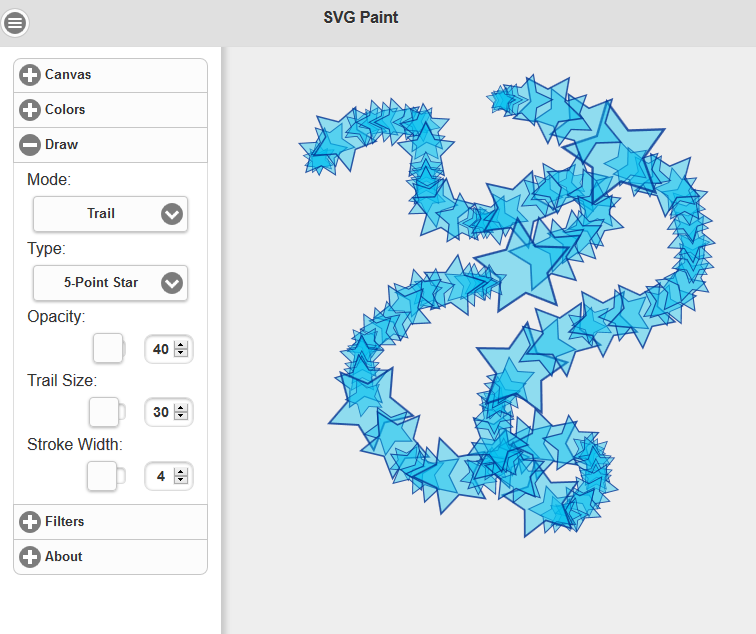 SVG Paint
Canvas
Colors
Draw
Mode:
Trail
Type:
5-Point Star
Opacity:
40
Trail Size:
30
Stroke Width:
4
Filters
About